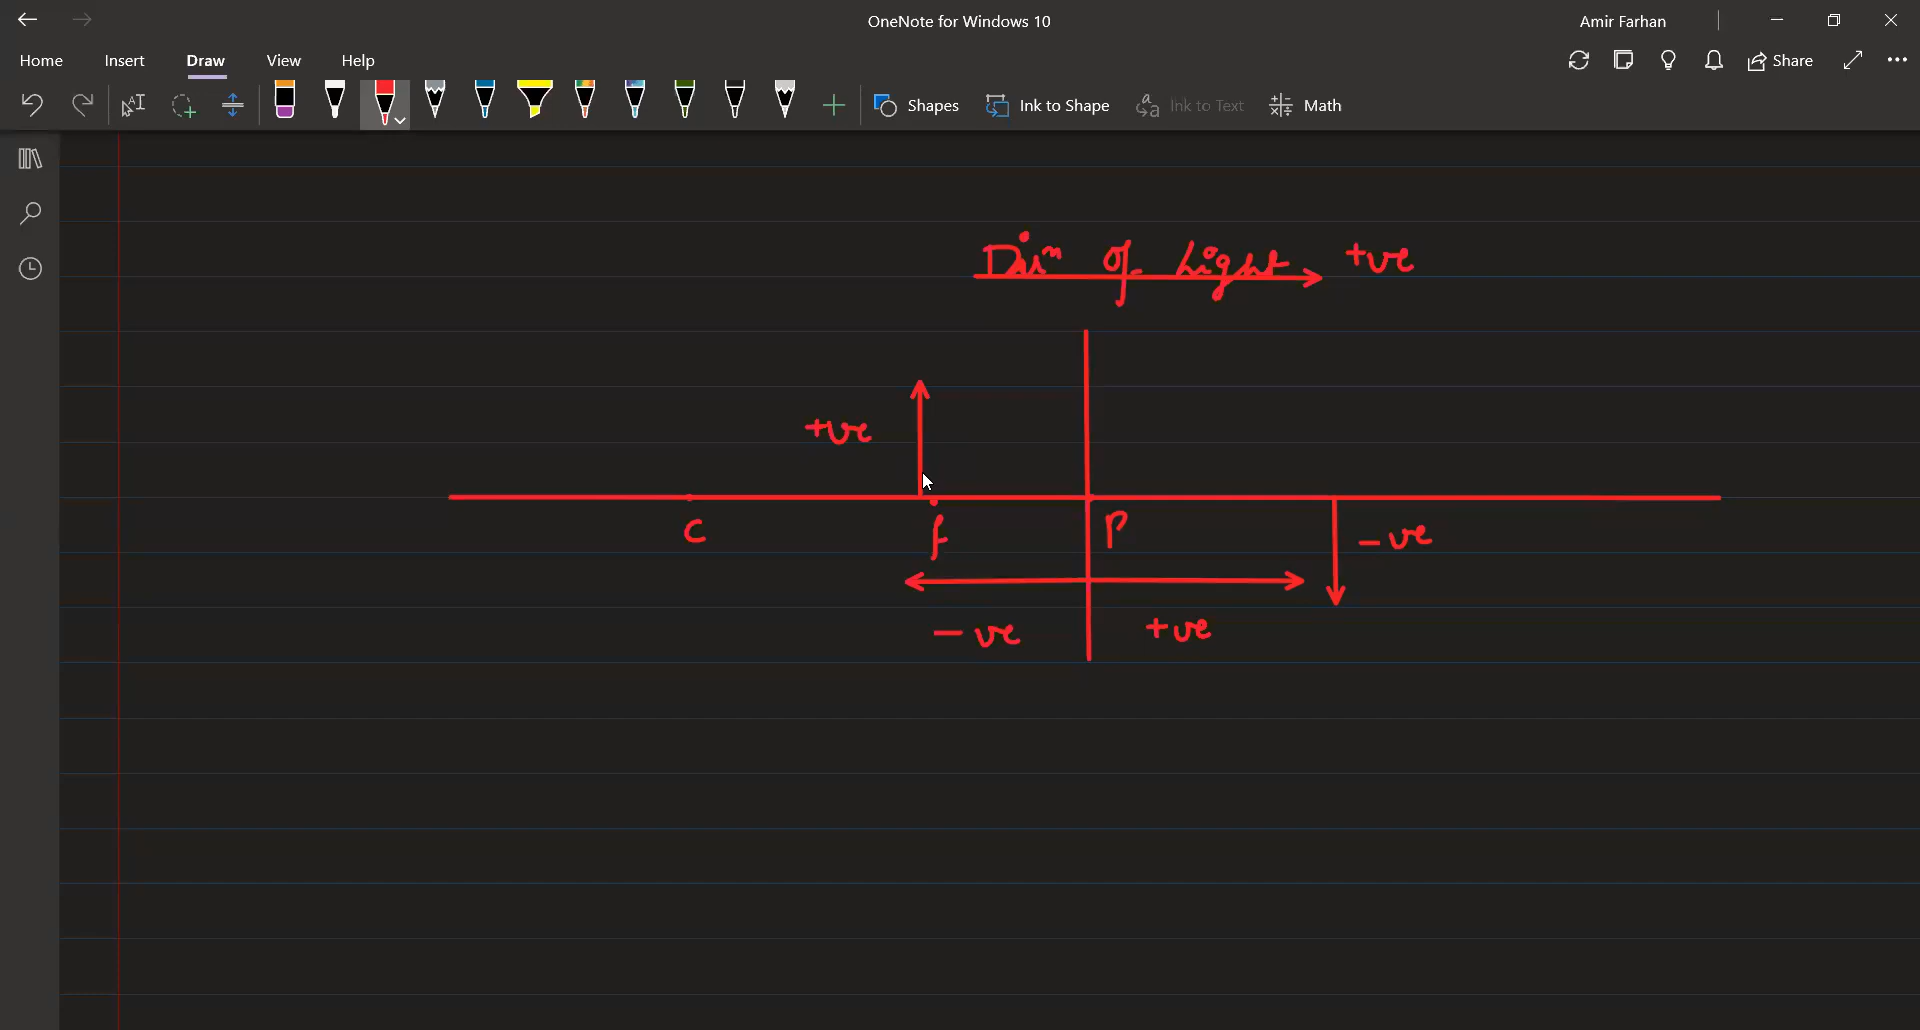 OneNote for Windows 10
Amir Farhan
Home Insert Draw View Help
Share
Shapes Ink to Shape Ink to Text Math
Dirⁿ of Light +ve
+ve
C f P -ve
-ve +ve